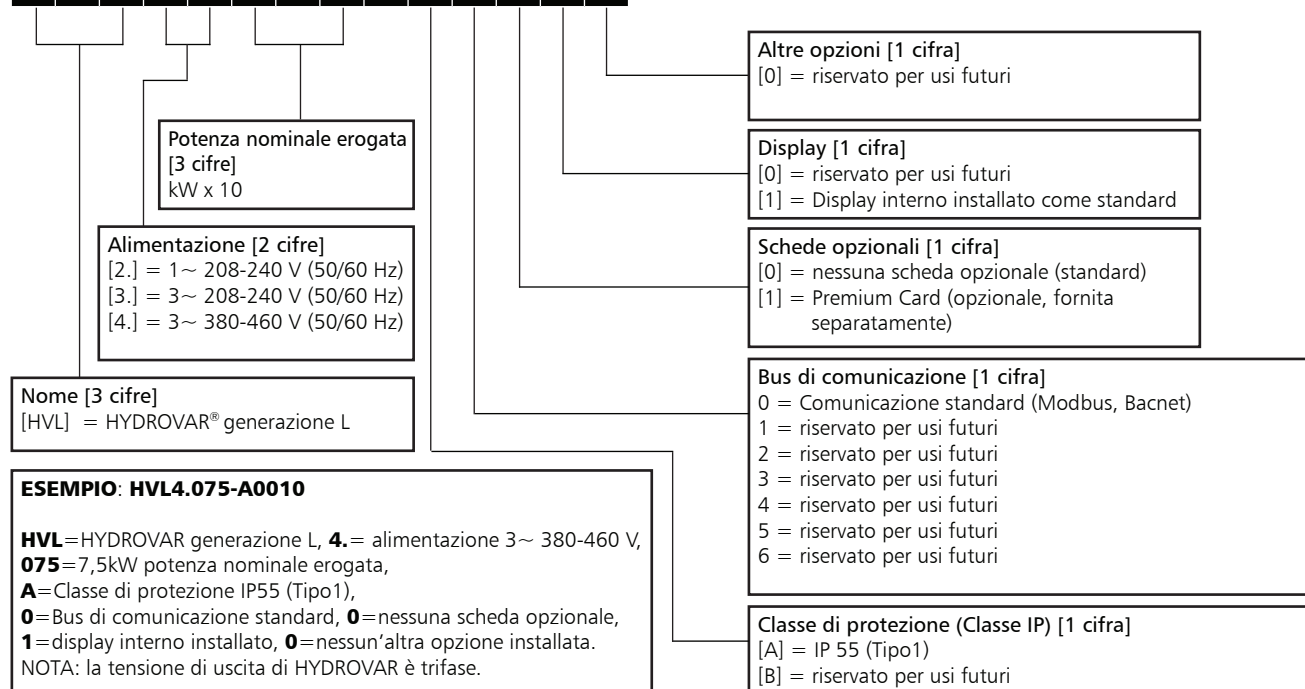 Potenza nominale erogata
[3 cifre]
kW x 10
Alimentazione [2 cifre]
[2.] = 1~ 208-240 V (50/60 Hz)
[3.] = 3~ 208-240 V (50/60 Hz)
[4.] = 3~ 380-460 V (50/60 Hz)
Nome [3 cifre]
[HVL] = HYDROVAR® generazione L
ESEMPIO: HVL4.075-A0010
HVL=HYDROVAR generazione L, 4.= alimentazione 3~ 380-460 V,
075=7,5kW potenza nominale erogata,
A=Classe di protezione IP55 (Tipo1),
0=Bus di comunicazione standard, 0=nessuna scheda opzionale,
1=display interno installato, 0=nessun'altra opzione installata.
NOTA: la tensione di uscita di HYDROVAR è trifase.
Altre opzioni [1 cifra]
[0] = riservato per usi futuri
Display [1 cifra]
[0] = riservato per usi futuri
[1] = Display interno installato come standard
Schede opzionali [1 cifra]
[0] = nessuna scheda opzionale (standard)
[1] = Premium Card (opzionale, fornita
separatamente)
Bus di comunicazione [1 cifra]
0 = Comunicazione standard (Modbus, Bacnet)
1 = riservato per usi futuri
2 = riservato per usi futuri
3 = riservato per usi futuri
4 = riservato per usi futuri
5 = riservato per usi futuri
6 = riservato per usi futuri
Classe di protezione (Classe IP) [1 cifra]
[A] = IP 55 (Tipo1)
[B] = riservato per usi futuri